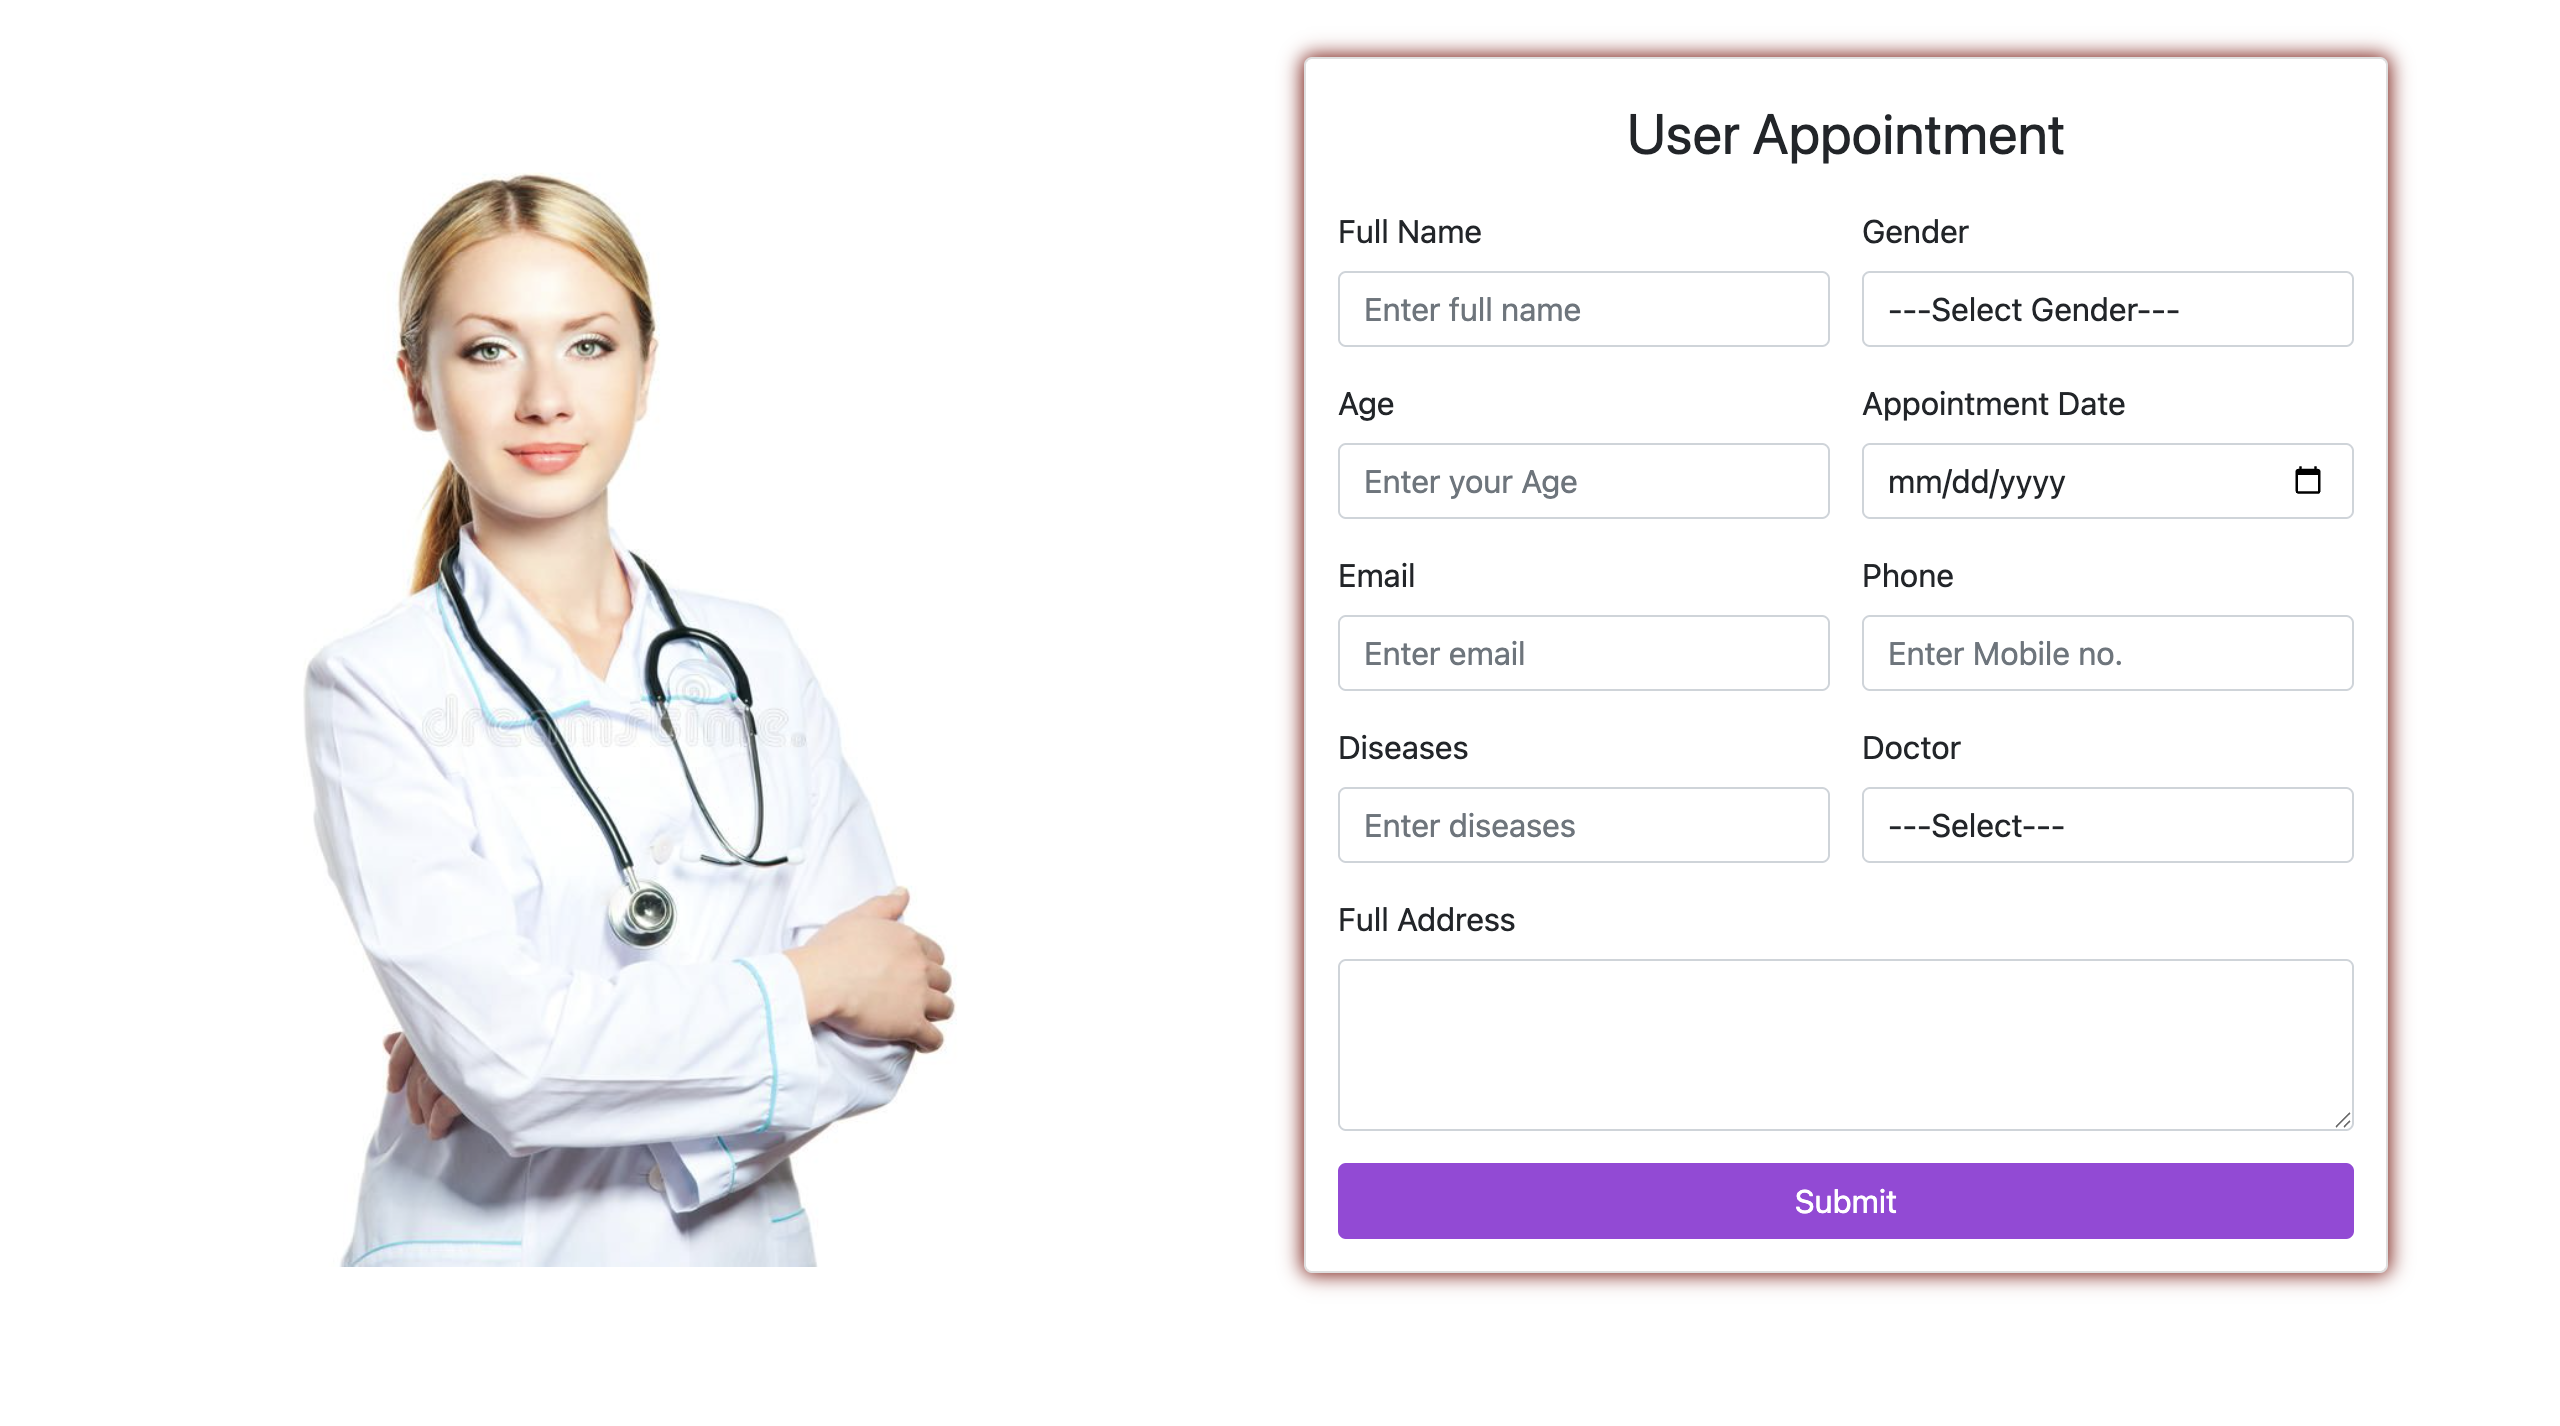 User Appointment
Full Name
Gender
Enter full name
---Select Gender---
Age
Appointment Date
Enter your Age
mm/dd/yyyy
Email
Phone
Enter email
Enter Mobile no.
Diseases
Doctor
Enter diseases
---Select---
Full Address
Submit
dreamstime.